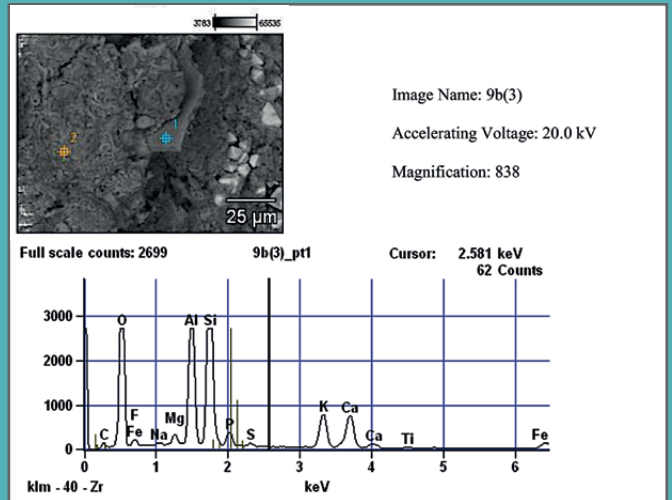 3783 65535
2
1
25 µm
Image Name: 9b(3)
Accelerating Voltage: 20.0 kV
Magnification: 838
Full scale counts: 2699 9b(3)_pt1 Cursor: 2.581 keV
62 Counts
3000
2000
1000
0
O Al Si
F K Ca
C Fe Na Mg P S Ca Ti Fe
0 1 2 3 4 5 6
klm - 40 - Zr keV